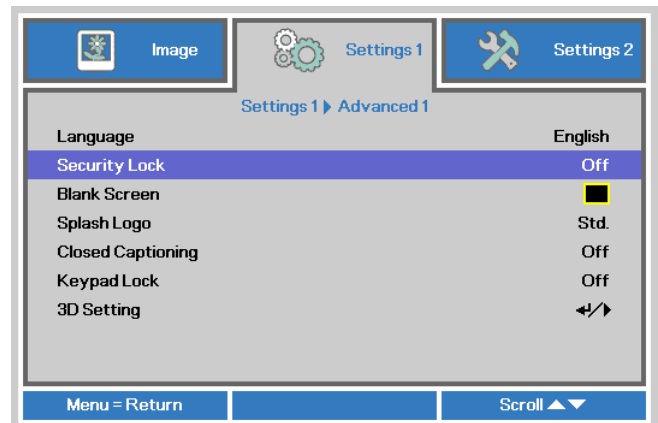 Image Settings 1 Settings 2
Settings 1 ▶ Advanced 1
Language English
Security Lock Off
Blank Screen
Splash Logo Std.
Closed Captioning Off
Keypad Lock Off
3D Setting ↵/▶
Menu = Return Scroll ▲▼